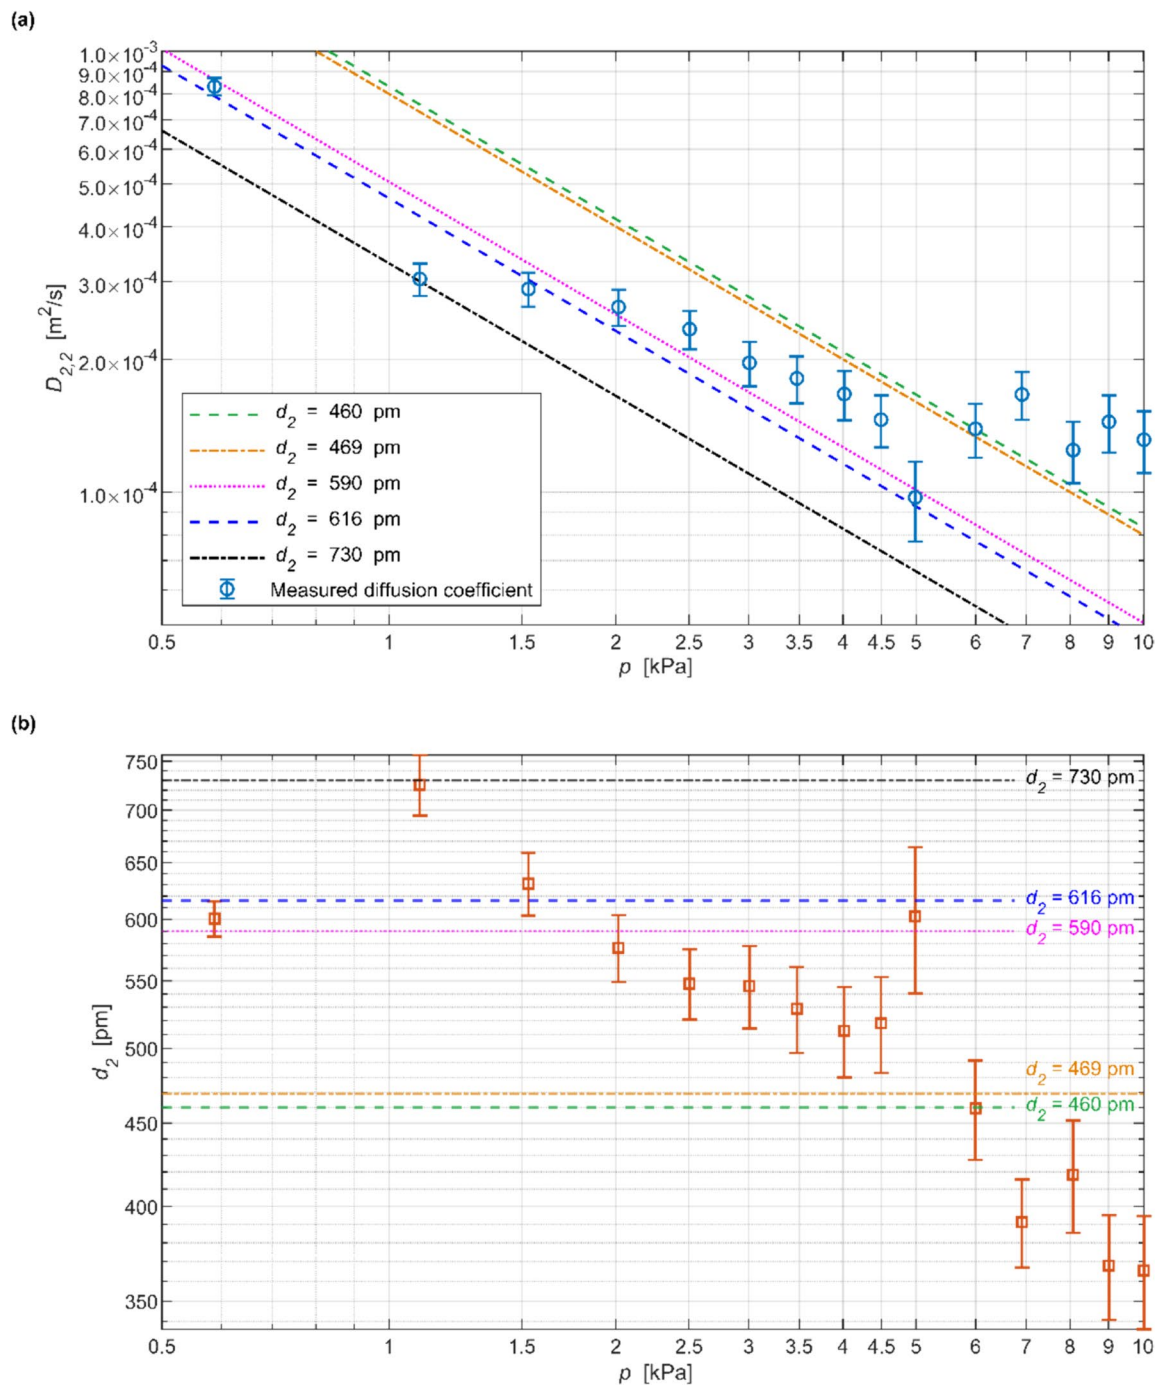 (a)
1.0×10⁻³
9.0×10⁻⁴
8.0×10⁻⁴
7.0×10⁻⁴
6.0×10⁻⁴
5.0×10⁻⁴
4.0×10⁻⁴
3.0×10⁻⁴
2.0×10⁻⁴
1.0×10⁻⁴
D₂,₂ [m²/s]
d₂ = 460 pm
d₂ = 469 pm
d₂ = 590 pm
d₂ = 616 pm
d₂ = 730 pm
Measured diffusion coefficient
0.5 1 1.5 2 2.5 3 3.5 4 4.5 5 6 7 8 9 10
p [kPa]
(b)
750
700
650
600
550
500
450
400
350
d₂ [pm]
d₂ = 730 pm
d₂ = 616 pm
d₂ = 590 pm
d₂ = 469 pm
d₂ = 460 pm
0.5 1 1.5 2 2.5 3 3.5 4 4.5 5 6 7 8 9 10
p [kPa]